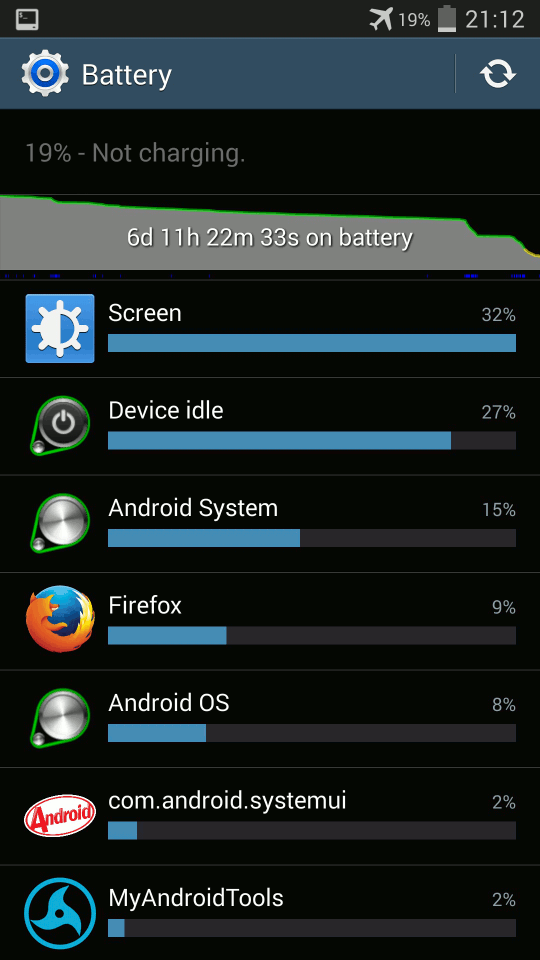 19% 21:12
Battery
19% - Not charging.
6d 11h 22m 33s on battery
Screen 32%
Device idle 27%
Android System 15%
Firefox 9%
Android OS 8%
Android
com.android.systemui 2%
MyAndroidTools 2%